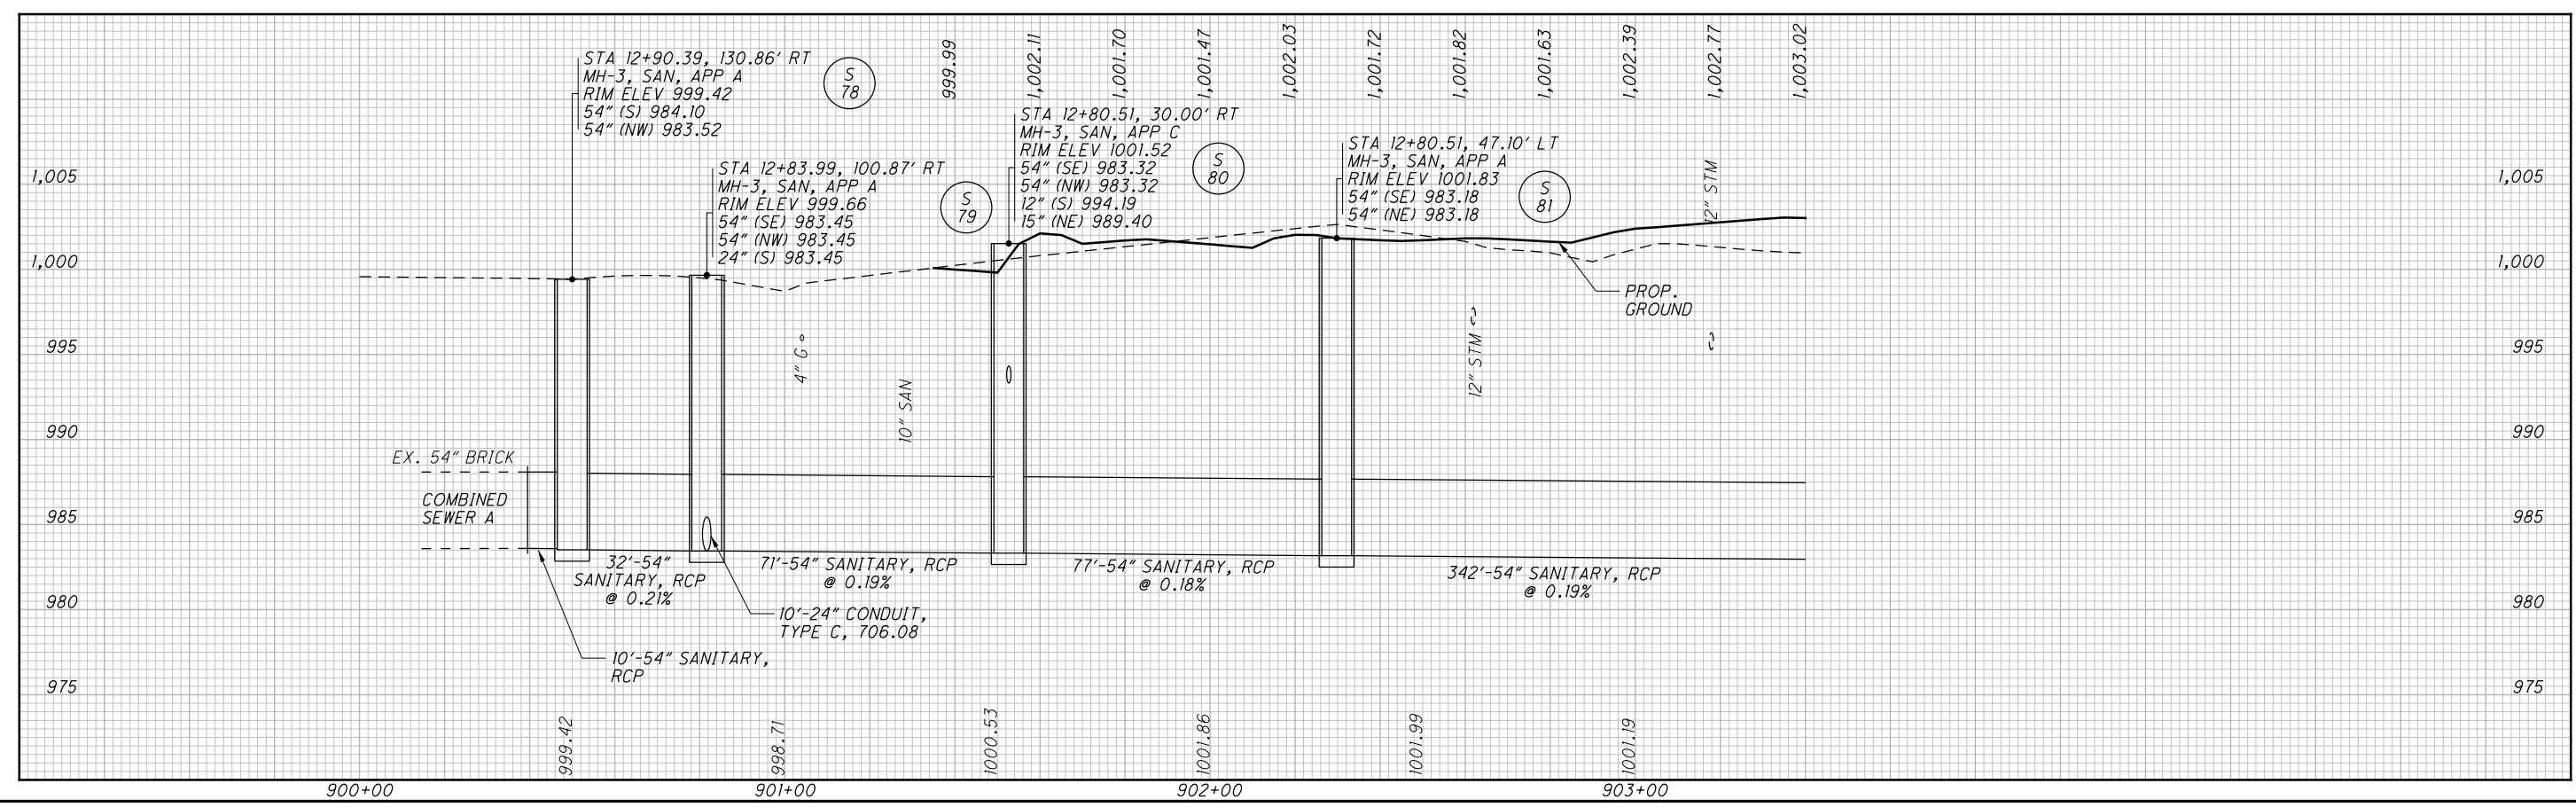 999.99
1,002.11
1,001.70
1,001.47
1,002.03
1,001.72
1,001.82
1,001.63
1,002.39
1,002.77
1,003.02
STA 12+90.39, 130.86' RT
MH-3, SAN, APP A
RIM ELEV 999.42
54" (S) 984.10
54" (NW) 983.52
S
78
STA 12+83.99, 100.87' RT
MH-3, SAN, APP A
RIM ELEV 999.66
54" (SE) 983.45
54" (NW) 983.45
24" (S) 983.45
S
79
STA 12+80.51, 30.00' RT
MH-3, SAN, APP C
RIM ELEV 1001.52
54" (SE) 983.32
54" (NW) 983.32
12" (S) 994.19
15" (NE) 989.40
S
80
STA 12+80.51, 47.10' LT
MH-3, SAN, APP A
RIM ELEV 1001.83
54" (SE) 983.18
54" (NE) 983.18
S
81
12" STM
1,005
1,005
1,000
1,000
PROP.
GROUND
995
995
4" G
10" SAN
12" STM
990
990
EX. 54" BRICK
COMBINED
SEWER A
985
985
32'-54"
SANITARY, RCP
@ 0.21%
71'-54" SANITARY, RCP
@ 0.19%
77'-54" SANITARY, RCP
@ 0.18%
342'-54" SANITARY, RCP
@ 0.19%
980
980
10'-24" CONDUIT,
TYPE C, 706.08
10'-54" SANITARY,
RCP
975
975
999.42
998.71
1000.53
1001.86
1001.99
1001.19
900+00
901+00
902+00
903+00